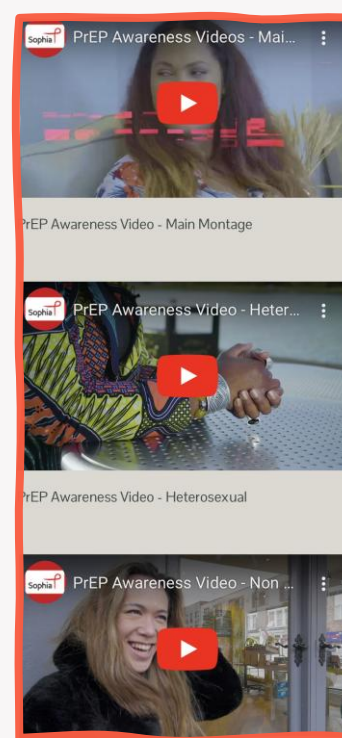 Sophia
PrEP Awareness Videos - Mai...
PrEP Awareness Video - Main Montage
Sophia
PrEP Awareness Video - Heter...
PrEP Awareness Video - Heterosexual
Sophia
PrEP Awareness Video - Non ...